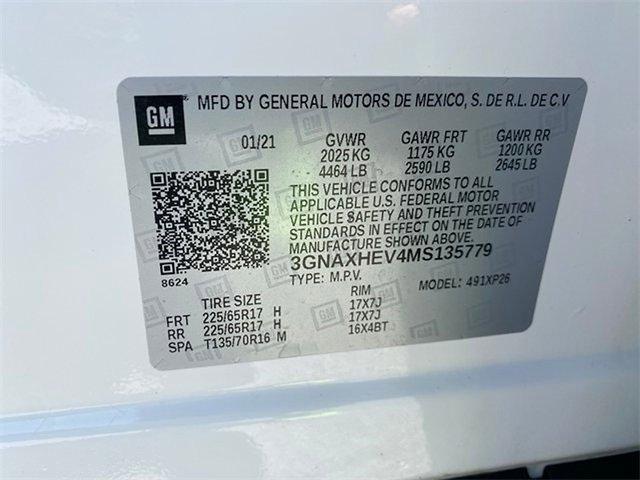 GM MFD BY GENERAL MOTORS DE MEXICO, S. DE R.L. DE C.V
01/21 GVWR GAWR FRT GAWR RR
2025 KG 1175 KG 1200 KG
4464 LB 2590 LB 2645 LB
THIS VEHICLE CONFORMS TO ALL
APPLICABLE U.S. FEDERAL MOTOR
VEHICLE SAFETY AND THEFT PREVENTION
STANDARDS IN EFFECT ON THE DATE OF
MANUFACTURE SHOWN ABOVE.
3GNAXHEV4MS135779
8624 TYPE: M.P.V. MODEL: 491XP26
TIRE SIZE RIM
FRT 225/65R17 H 17X7J
RR 225/65R17 H 17X7J
SPA T135/70R16 M 16X4BT